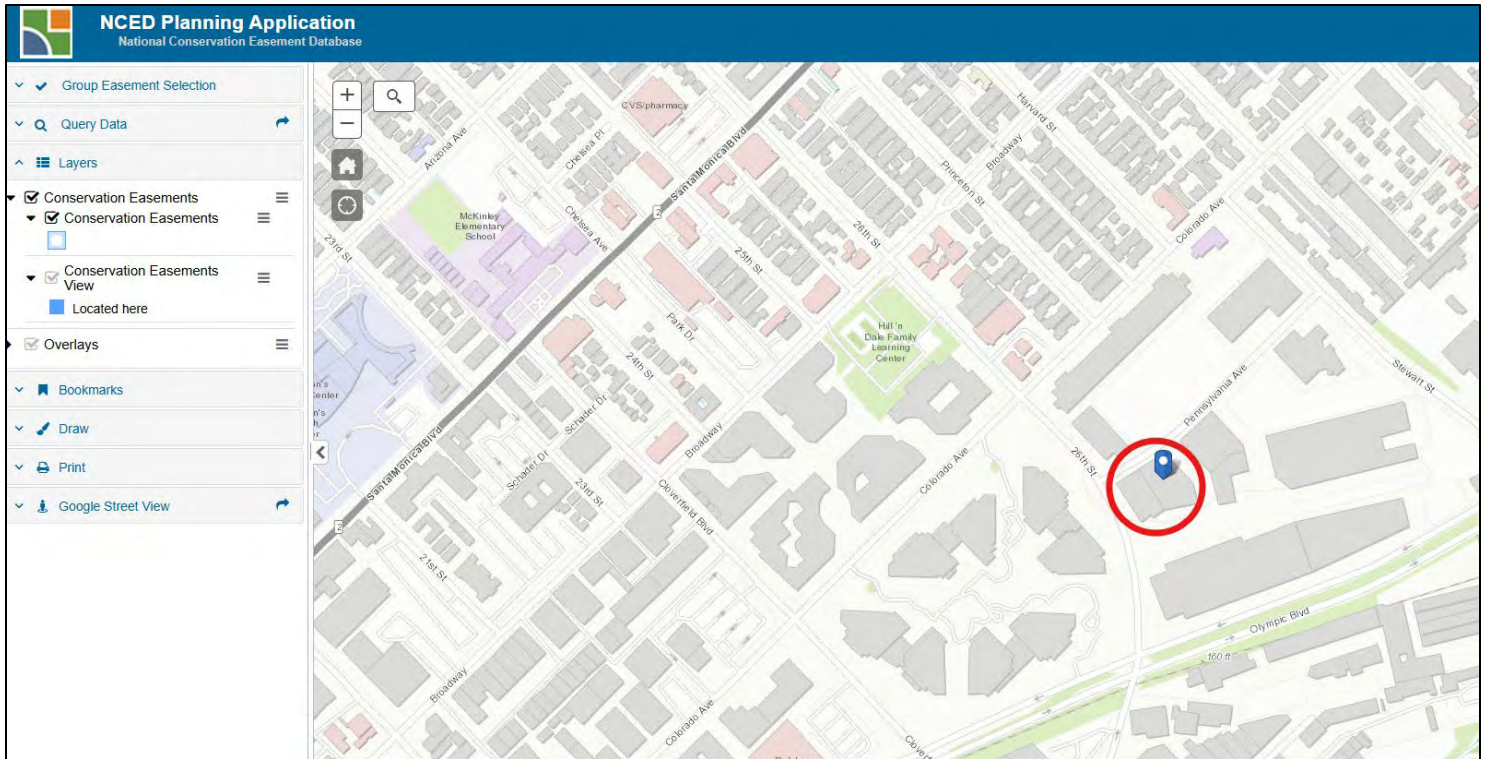 NCED Planning Application
National Conservation Easement Database
Group Easement Selection
Query Data
Layers
Conservation Easements
Conservation Easements
Conservation Easements
View
Located here
Overlays
Bookmarks
Draw
Print
Google Street View
CVS/pharmacy
Arizona Ave
Chelsea Pl
SantaMonicaBlvd
2
Harvard St
Broadway
Princeton St
Colorado Ave
McKinley
Elementary
School
Chelsea Ave
23rd St
26th St
25th St
Park Dr
24th St
Hill 'n
Dale Family
Learning
Center
Stewart St
Pennsylvania Ave
Schader Dr
Broadway
26th St
Colorado Ave
SantaMonicaBlvd
Schader Dr
23rd St
Cloverfield Blvd
2
21st St
Olympic Blvd
160 ft
Broadway
Colorado Ave